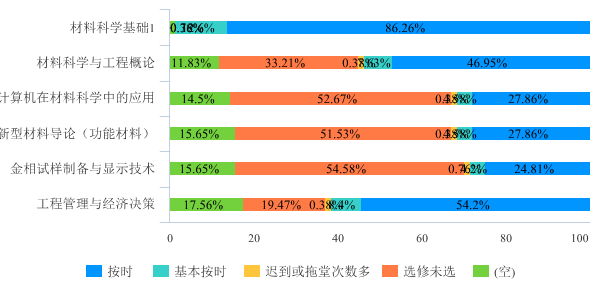 材料科学基础1 86.26%
材料科学与工程概论 11.83% 33.21% 46.95%
计算机在材料科学中的应用 14.5% 52.67% 27.86%
新型材料导论（功能材料） 15.65% 51.53% 27.86%
金相试样制备与显示技术 15.65% 54.58% 24.81%
工程管理与经济决策 17.56% 19.47% 0.38% 8.4% 54.2%
0 20 40 60 80 100
按时 基本按时 迟到或拖堂次数多 选修未选 (空)